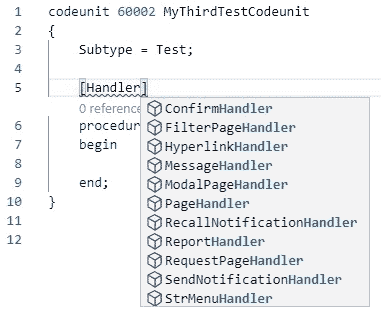 1 codeunit 60002 MyThirdTestCodeunit
2 {
3 Subtype = Test;
4
5 [Handler]
0 reference
ConfirmHandler
6 procedur
FilterPageHandler
7 begin
HyperlinkHandler
8
MessageHandler
9 end;
ModalPageHandler
10 }
PageHandler
11
RecallNotificationHandler
12
ReportHandler
RequestPageHandler
SendNotificationHandler
StrMenuHandler